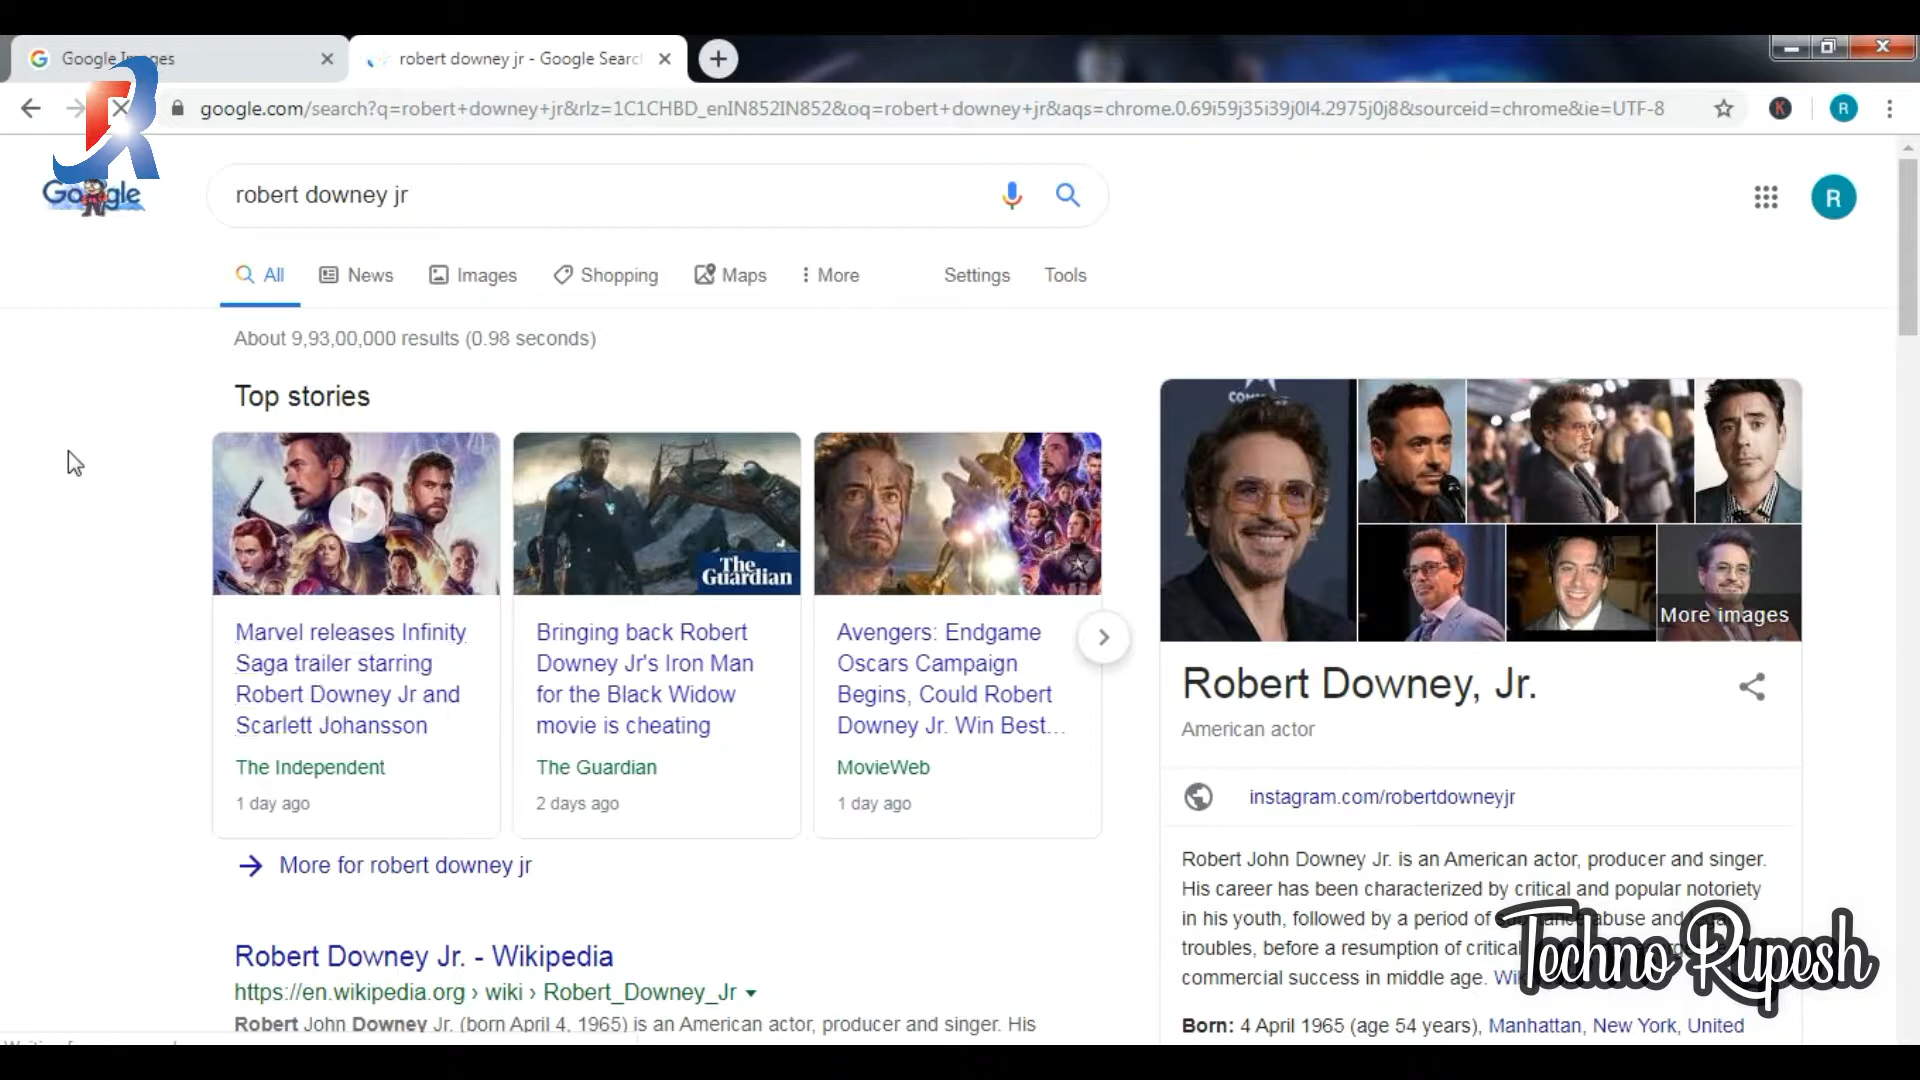 Google Images
robert downey jr - Google Searc
google.com/search?q=robert+downey+jr&rlz=1C1CHBD_enIN852IN852&oq=robert+downey+jr&aqs=chrome.0.69i59j35i39j0l4.2975j0j8&sourceid=chrome&ie=UTF-8
K
R
Google
robert downey jr
R
All
News
Images
Shopping
Maps
More
Settings
Tools
About 9,93,00,000 results (0.98 seconds)
Top stories
The
Guardian
Marvel releases Infinity
Saga trailer starring
Robert Downey Jr and
Scarlett Johansson
The Independent
1 day ago
Bringing back Robert
Downey Jr's Iron Man
for the Black Widow
movie is cheating
The Guardian
2 days ago
Avengers: Endgame
Oscars Campaign
Begins, Could Robert
Downey Jr. Win Best...
MovieWeb
1 day ago
More for robert downey jr
Robert Downey Jr. - Wikipedia
https://en.wikipedia.org › wiki › Robert_Downey_Jr
Robert John Downey Jr. (born April 4, 1965) is an American actor, producer and singer. His
More images
Robert Downey, Jr.
American actor
instagram.com/robertdowneyjr
Robert John Downey Jr. is an American actor, producer and singer.
His career has been characterized by critical and popular notoriety
in his youth, followed by a period of abuse and
troubles, before a resumption of critical
commercial success in middle age.
Techno Rupesh
Born: 4 April 1965 (age 54 years), Manhattan, New York, United